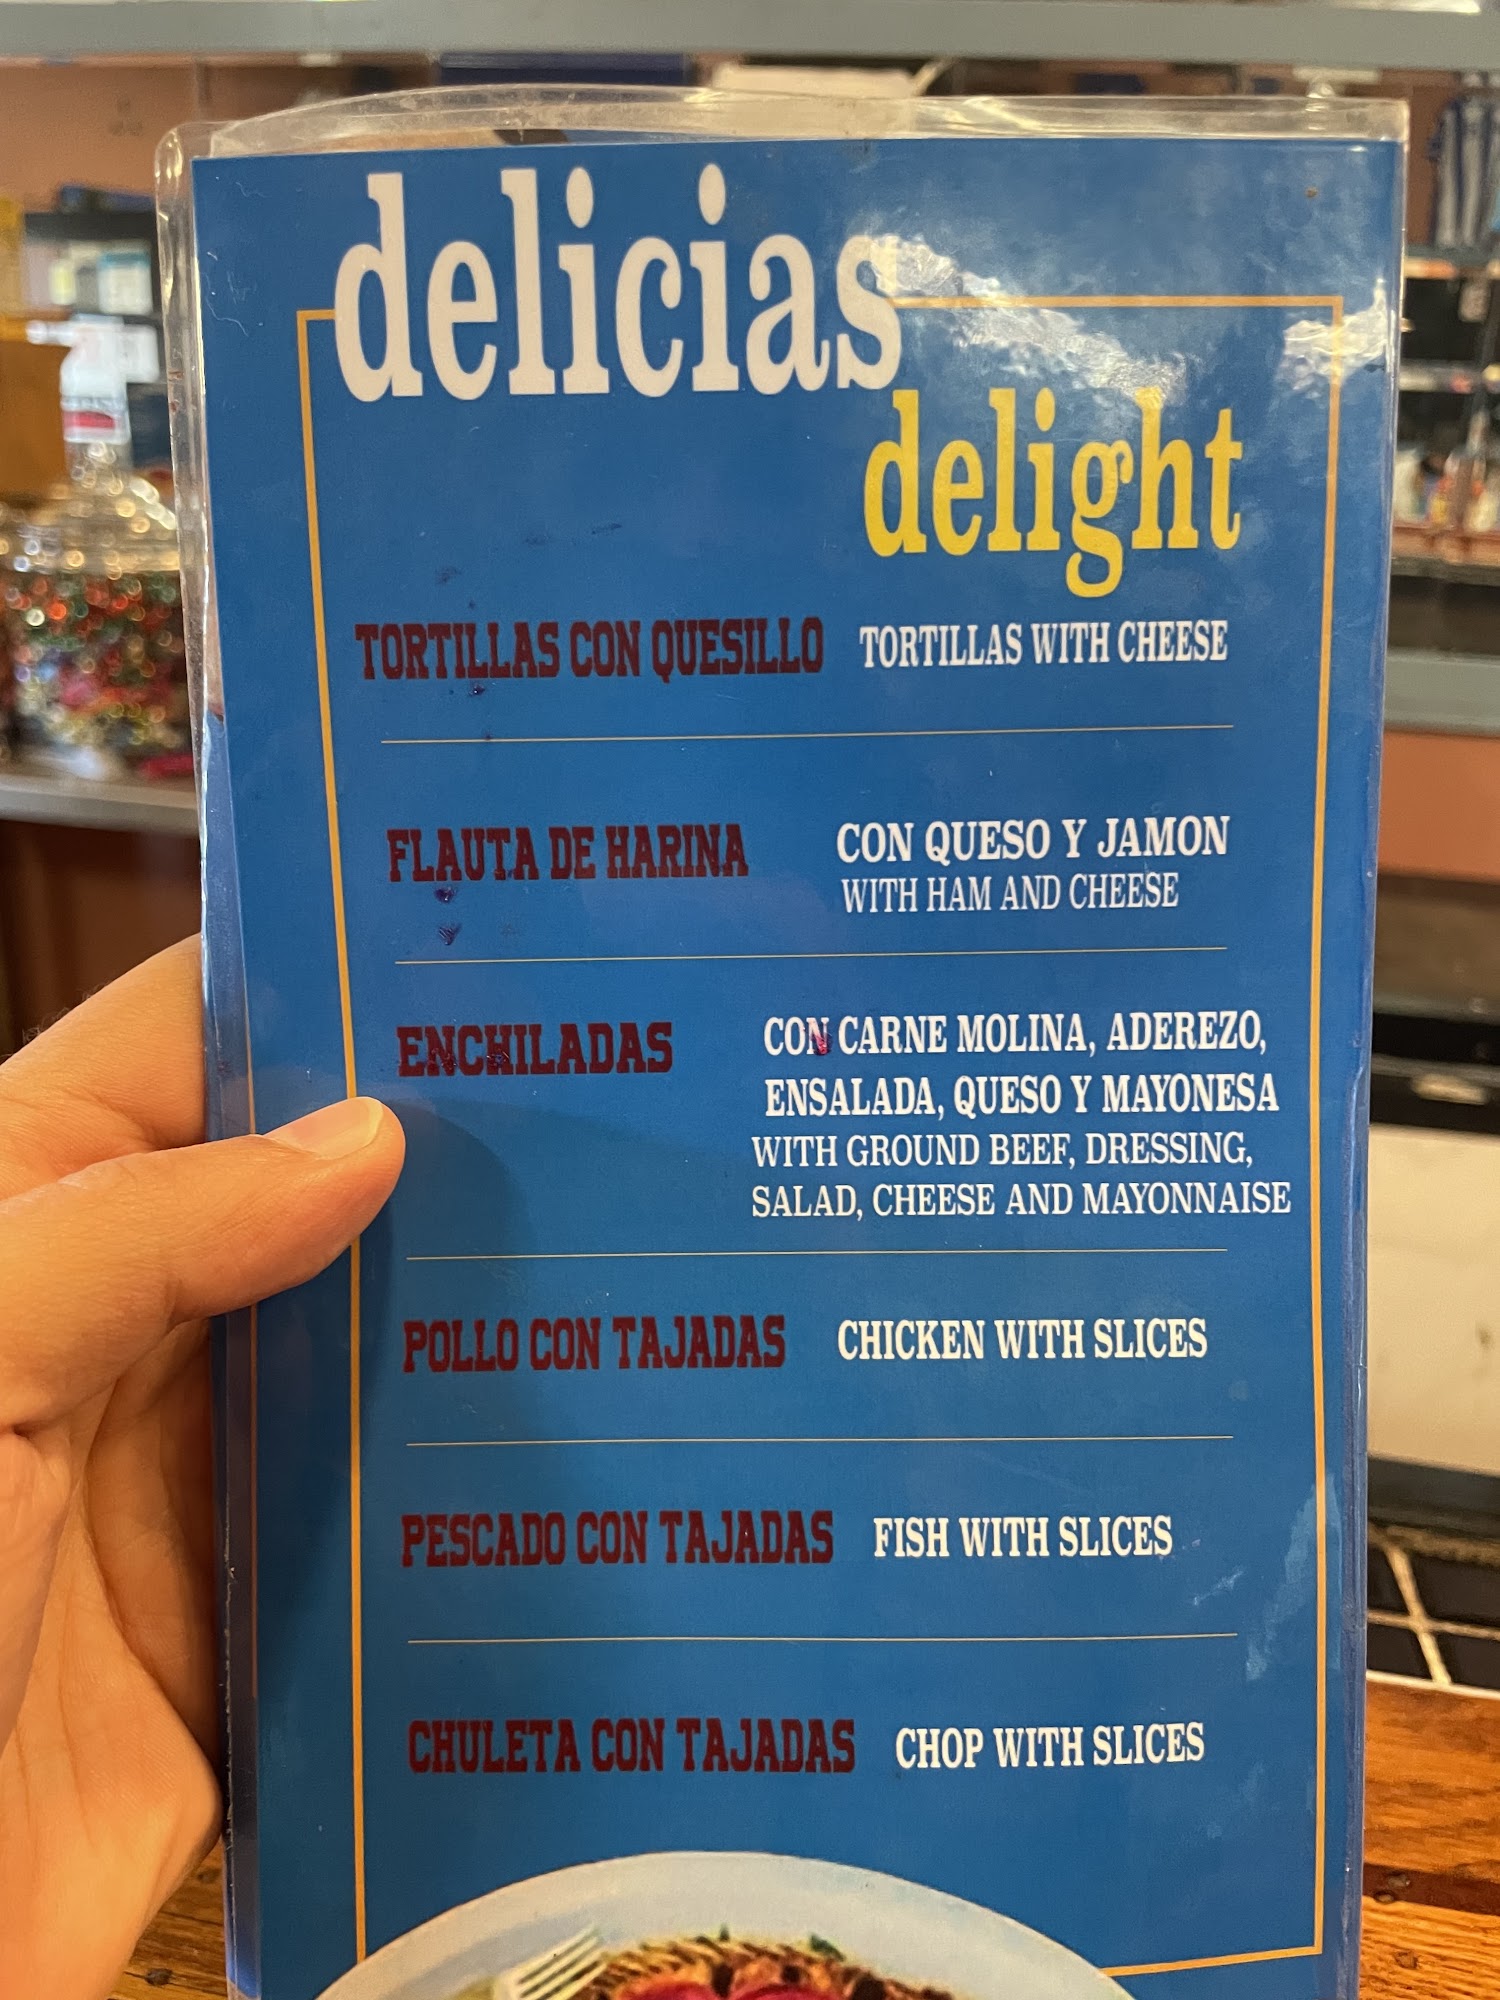 delicias
delight
TORTILLAS CON QUESILLO TORTILLAS WITH CHEESE
FLAUTA DE HARINA CON QUESO Y JAMON
WITH HAM AND CHEESE
ENCHILADAS CON CARNE MOLINA, ADEREZO,
ENSALADA, QUESO Y MAYONESA
WITH GROUND BEEF, DRESSING,
SALAD, CHEESE AND MAYONNAISE
POLLO CON TAJADAS CHICKEN WITH SLICES
PESCADO CON TAJADAS FISH WITH SLICES
CHULETA CON TAJADAS CHOP WITH SLICES